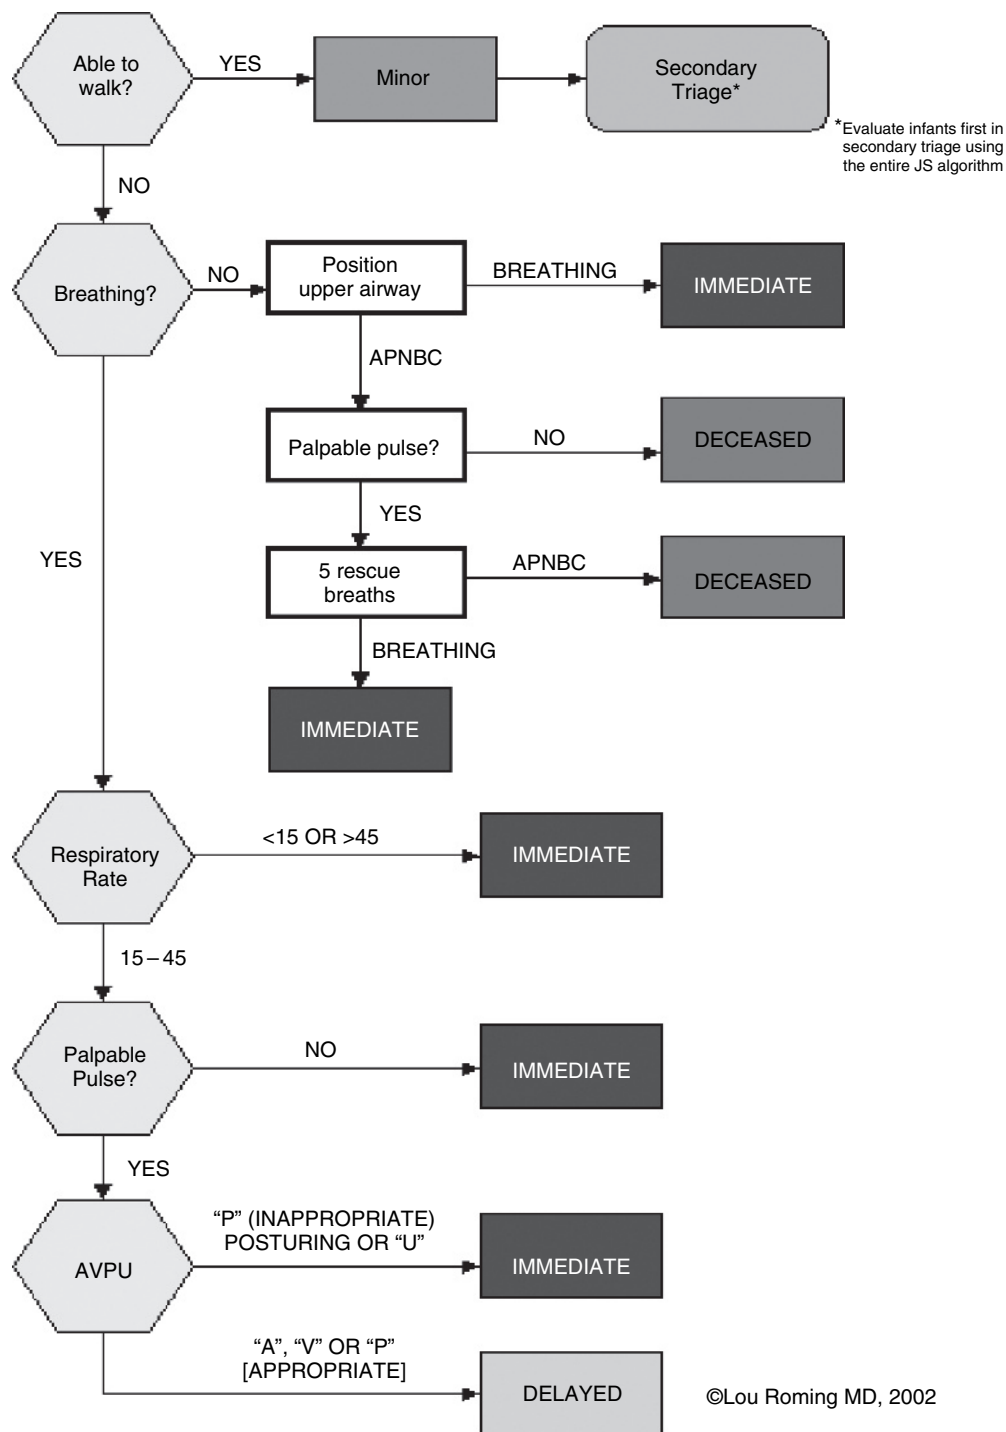 Able to
walk?
YES
Minor
Secondary
Triage*
*Evaluate infants first in
secondary triage using
the entire JS algorithm
NO
Breathing?
NO
Position
upper airway
BREATHING
IMMEDIATE
APNBC
Palpable pulse?
NO
DECEASED
YES
5 rescue
breaths
APNBC
DECEASED
BREATHING
IMMEDIATE
YES
Respiratory
Rate
<15 OR >45
IMMEDIATE
15–45
Palpable
Pulse?
NO
IMMEDIATE
YES
AVPU
“P” (INAPPROPRIATE)
POSTURING OR “U”
IMMEDIATE
“A”, “V” OR “P”
[APPROPRIATE]
DELAYED
©Lou Roming MD, 2002